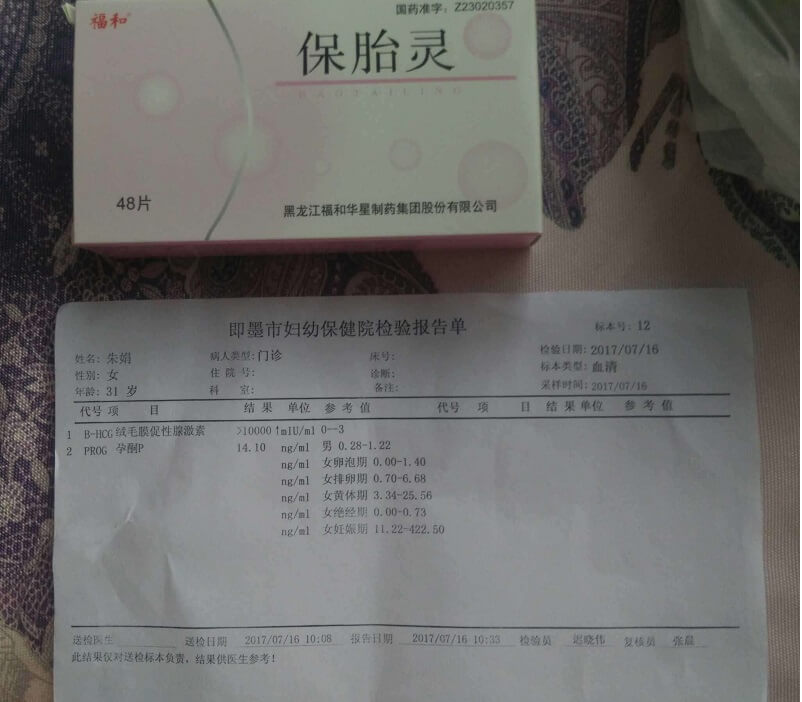 福和®
国药准字：Z23020357
保胎灵
BAOTAILING
48片
黑龙江福和华星制药集团股份有限公司
即墨市妇幼保健院检验报告单
标本号：12
姓名：朱娟 病人类型：门诊 床号： 检验日期：2017/07/16
性别：女 住院号： 诊断： 标本类型：血清
年龄：31 岁 科 室： 备注： 采样时间：2017/07/16
代号 项 目 结 果 单位 参 考 值 代号 项 目 结 果 单位 参 考 值
1 B-HCG 绒毛膜促性腺激素 >10000 ↑mIU/ml 0--3
2 PROG 孕酮P 14.10 ng/ml 男 0.28-1.22
ng/ml 女卵泡期 0.00-1.40
ng/ml 女排卵期 0.70-6.68
ng/ml 女黄体期 3.34-25.56
ng/ml 女绝经期 0.00-0.73
ng/ml 女妊娠期 11.22-422.50
送检医生 送检日期 2017/07/16 10:08 报告日期 2017/07/16 10:33 检验员 迟晓伟 复核员 张晨
此结果仅对送检标本负责，结果供医生参考！